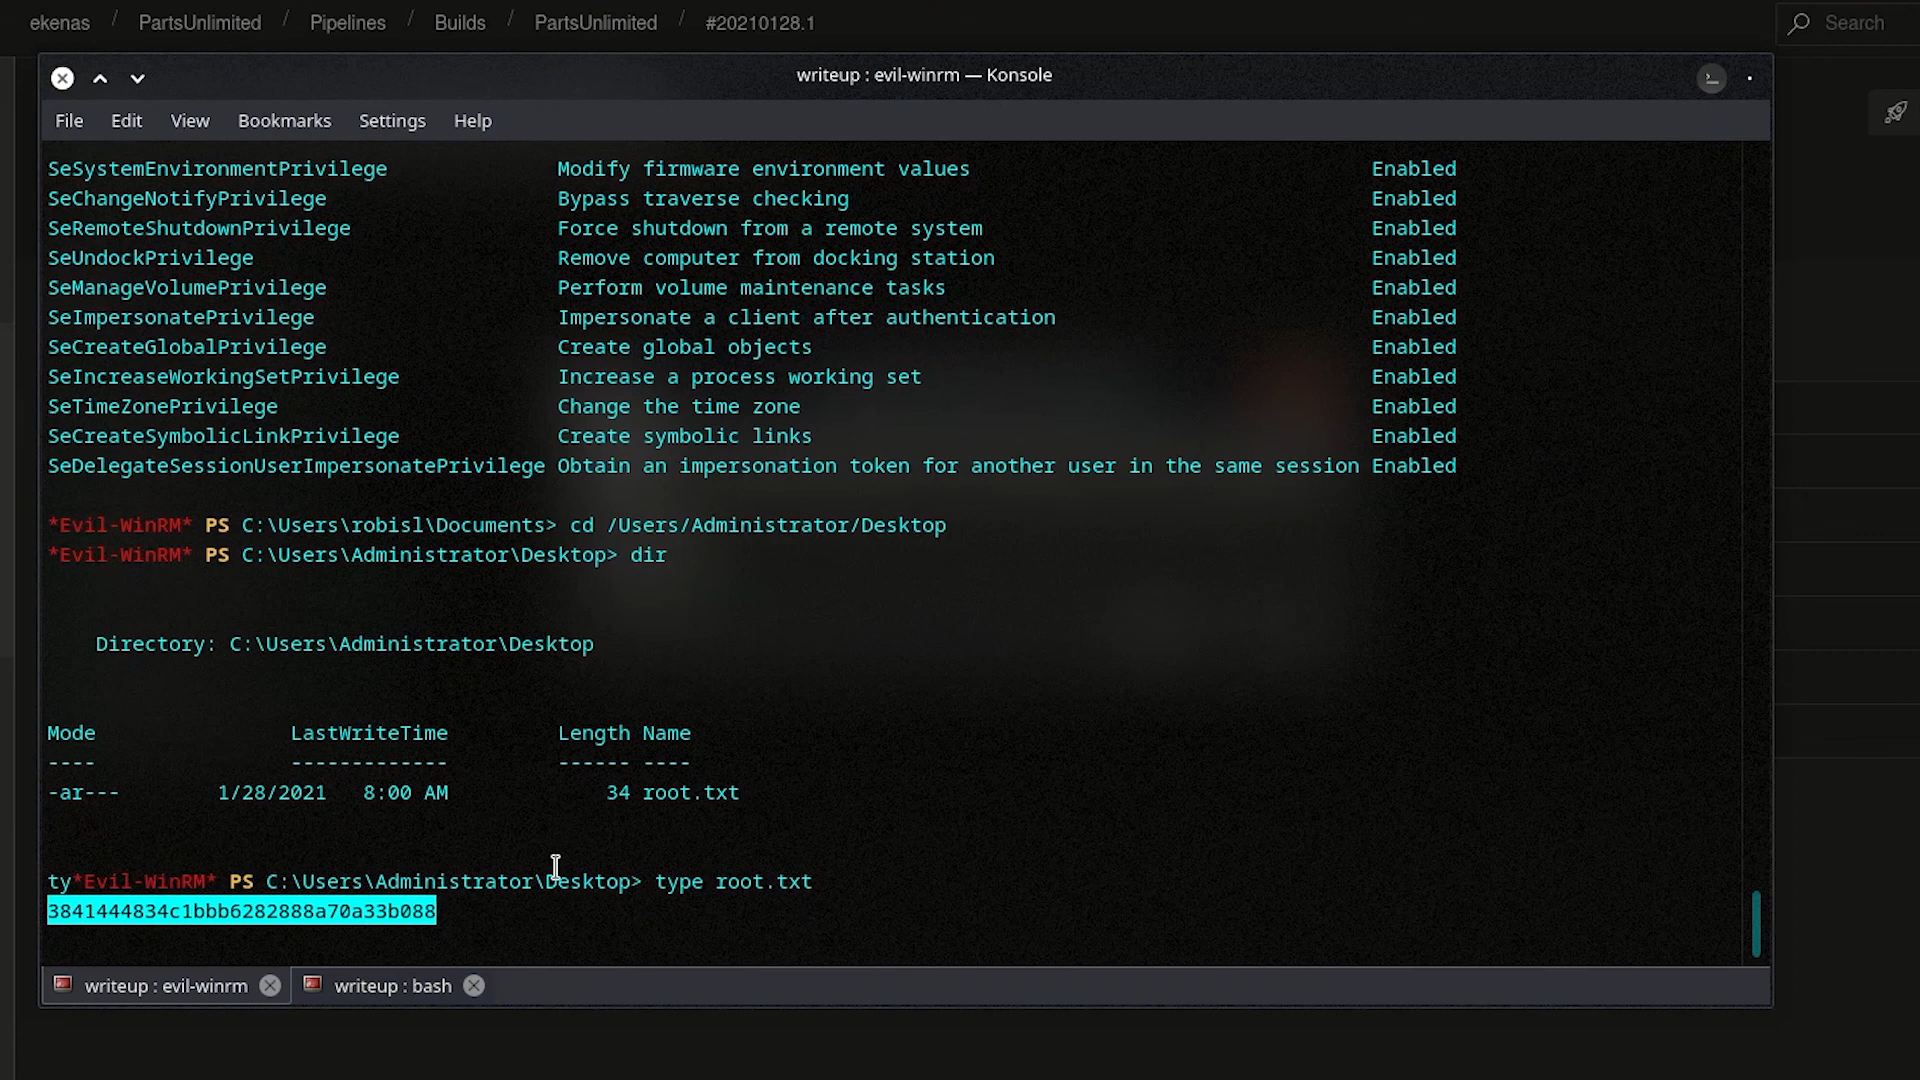 ekenas / PartsUnlimited / Pipelines / Builds / PartsUnlimited / #20210128.1
Search
writeup : evil-winrm — Konsole
File Edit View Bookmarks Settings Help
SeSystemEnvironmentPrivilege Modify firmware environment values Enabled
SeChangeNotifyPrivilege Bypass traverse checking Enabled
SeRemoteShutdownPrivilege Force shutdown from a remote system Enabled
SeUndockPrivilege Remove computer from docking station Enabled
SeManageVolumePrivilege Perform volume maintenance tasks Enabled
SeImpersonatePrivilege Impersonate a client after authentication Enabled
SeCreateGlobalPrivilege Create global objects Enabled
SeIncreaseWorkingSetPrivilege Increase a process working set Enabled
SeTimeZonePrivilege Change the time zone Enabled
SeCreateSymbolicLinkPrivilege Create symbolic links Enabled
SeDelegateSessionUserImpersonatePrivilege Obtain an impersonation token for another user in the same session Enabled
*Evil-WinRM* PS C:\Users\robisl\Documents> cd /Users/Administrator/Desktop
*Evil-WinRM* PS C:\Users\Administrator\Desktop> dir
Directory: C:\Users\Administrator\Desktop
Mode LastWriteTime Length Name
---- ------------- ------ ----
-ar--- 1/28/2021 8:00 AM 34 root.txt
ty*Evil-WinRM* PS C:\Users\Administrator\Desktop> type root.txt
3841444834c1bbb6282888a70a33b088
writeup : evil-winrm writeup : bash